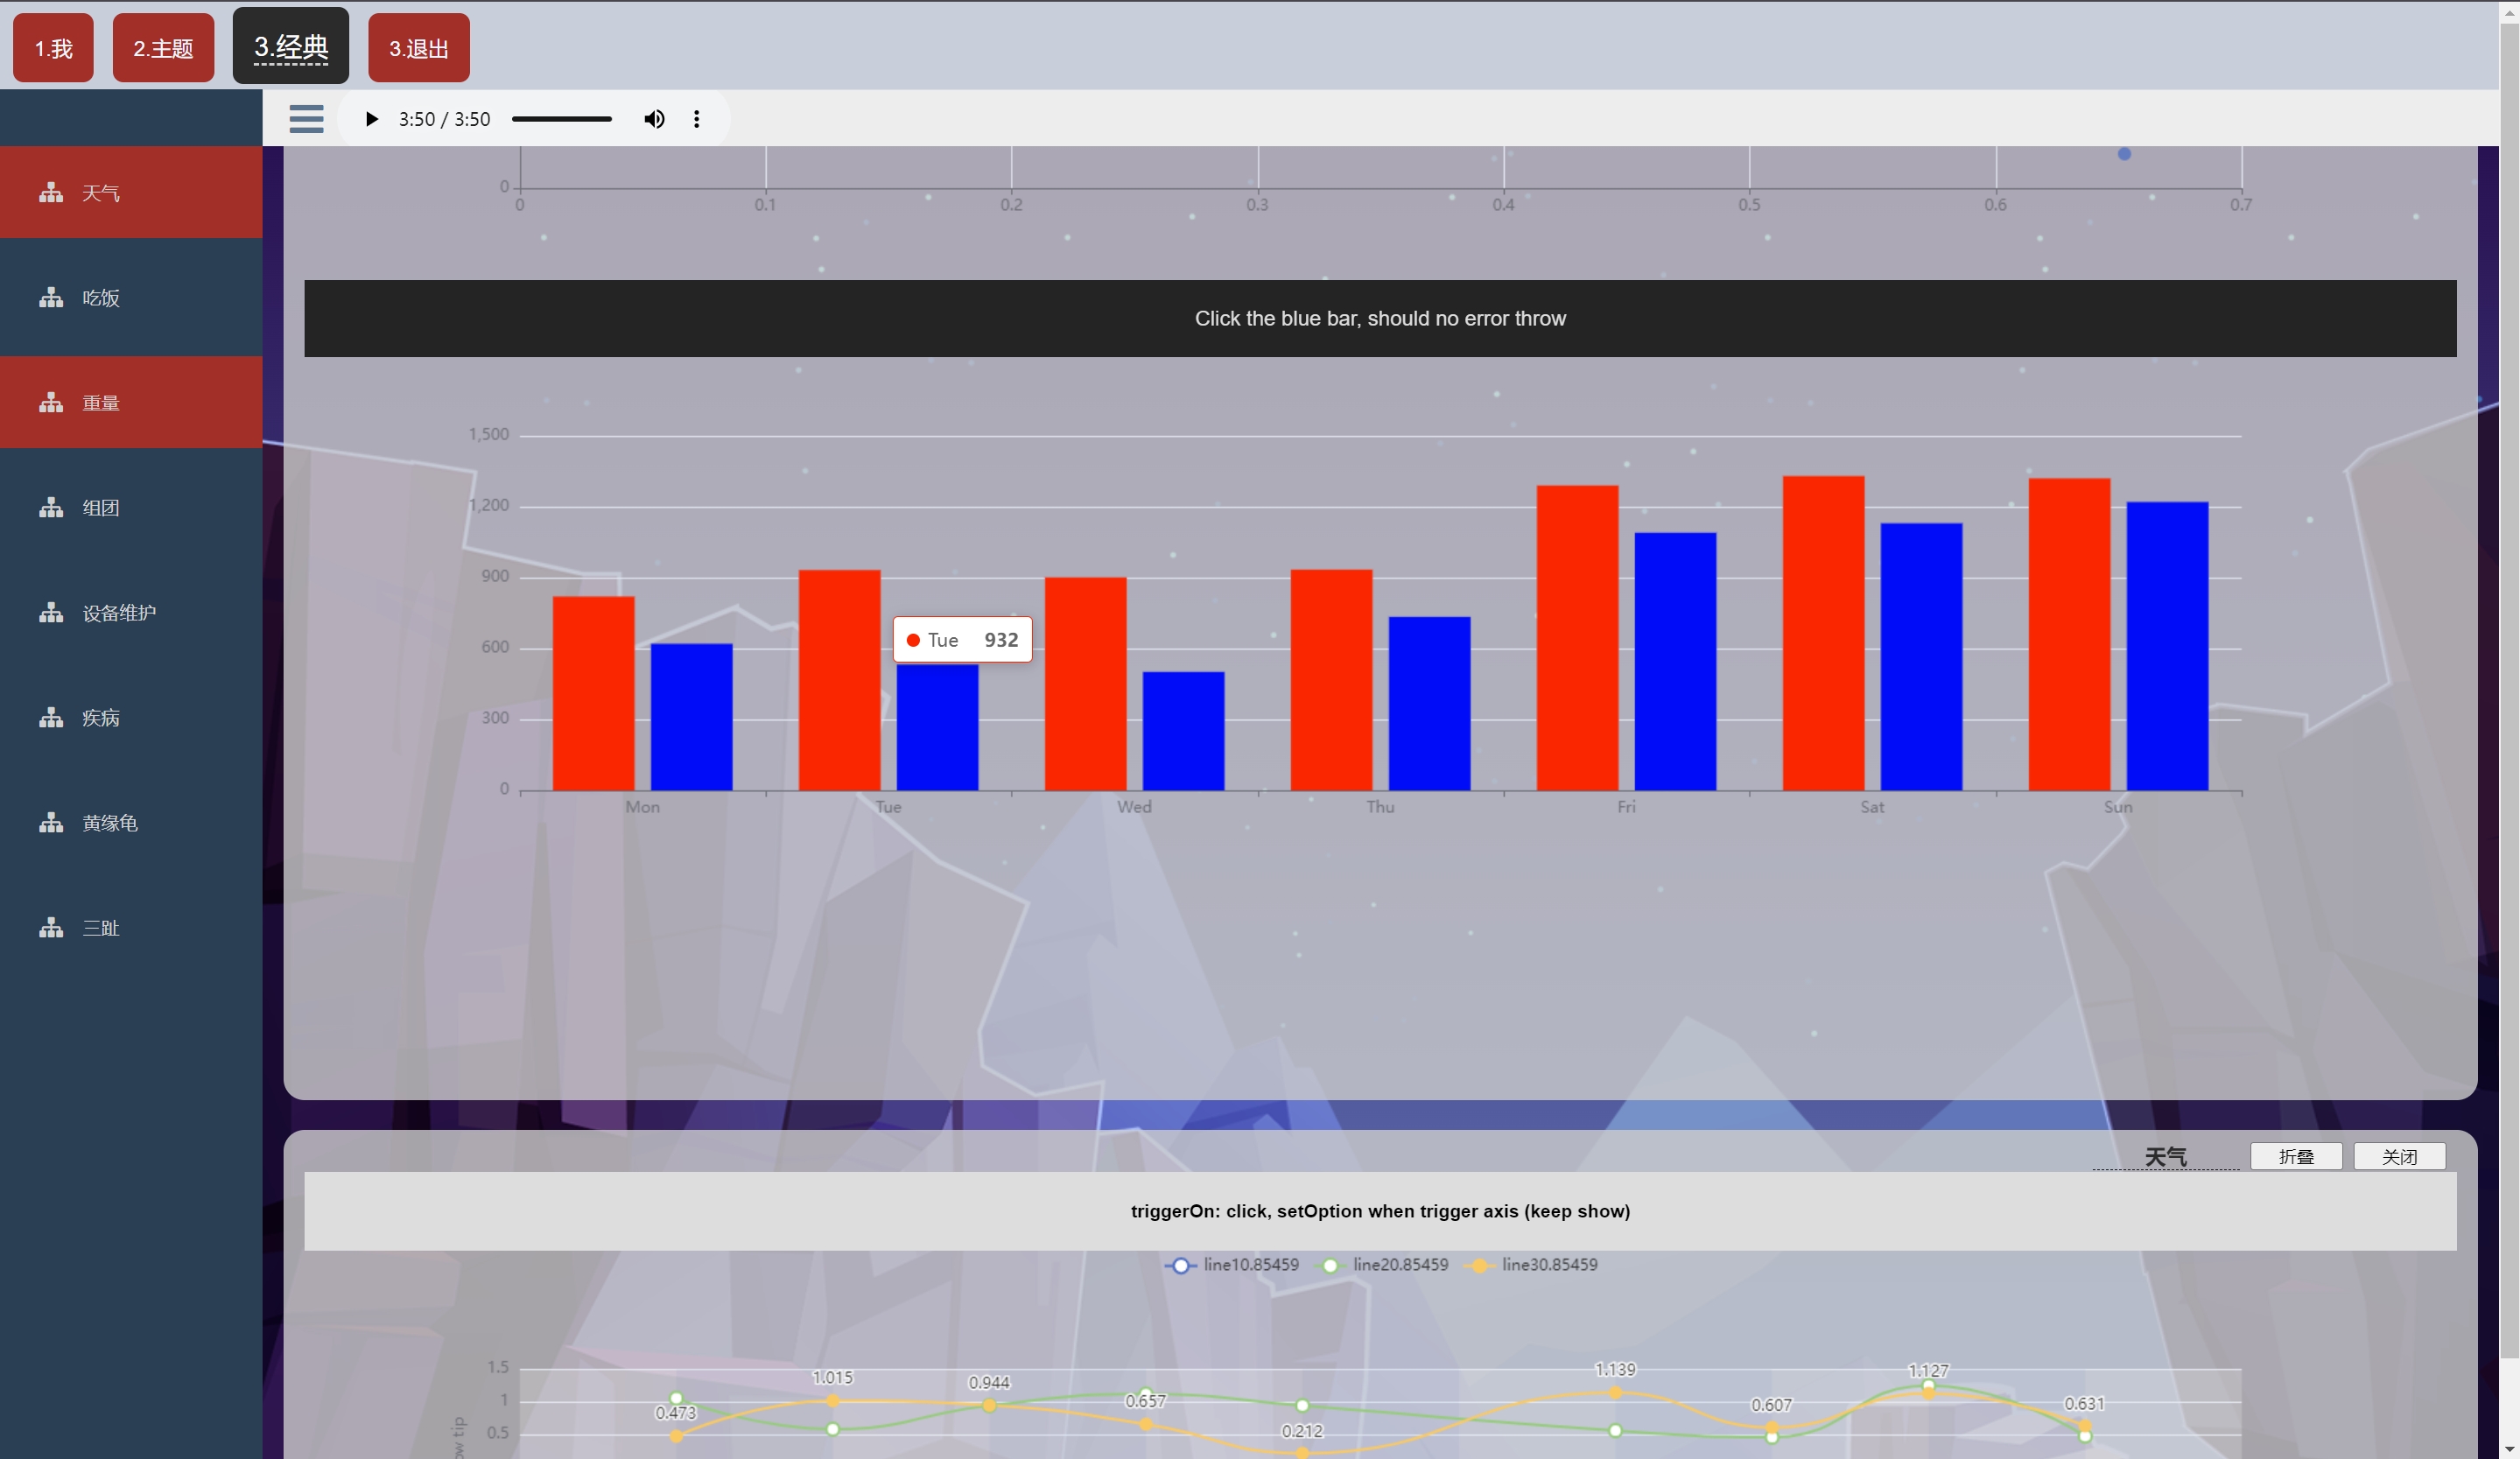 1.我
2.主题
3.经典
3.退出
3:50 / 3:50
天气
吃饭
重量
组团
设备维护
疾病
黄缘龟
三趾
0
0 0.1 0.2 0.3 0.4 0.5 0.6 0.7
Click the blue bar, should no error throw
1,500
1,200
900
600
300
0
Tue 932
Mon Tue Wed Thu Fri Sat Sun
天气 折叠 关闭
triggerOn: click, setOption when trigger axis (keep show)
line10.85459 line20.85459 line30.85459
1.5
1
0.5
tip
0.473 1.015 0.944 0.657 0.212 1.139 0.607 1.127 0.631